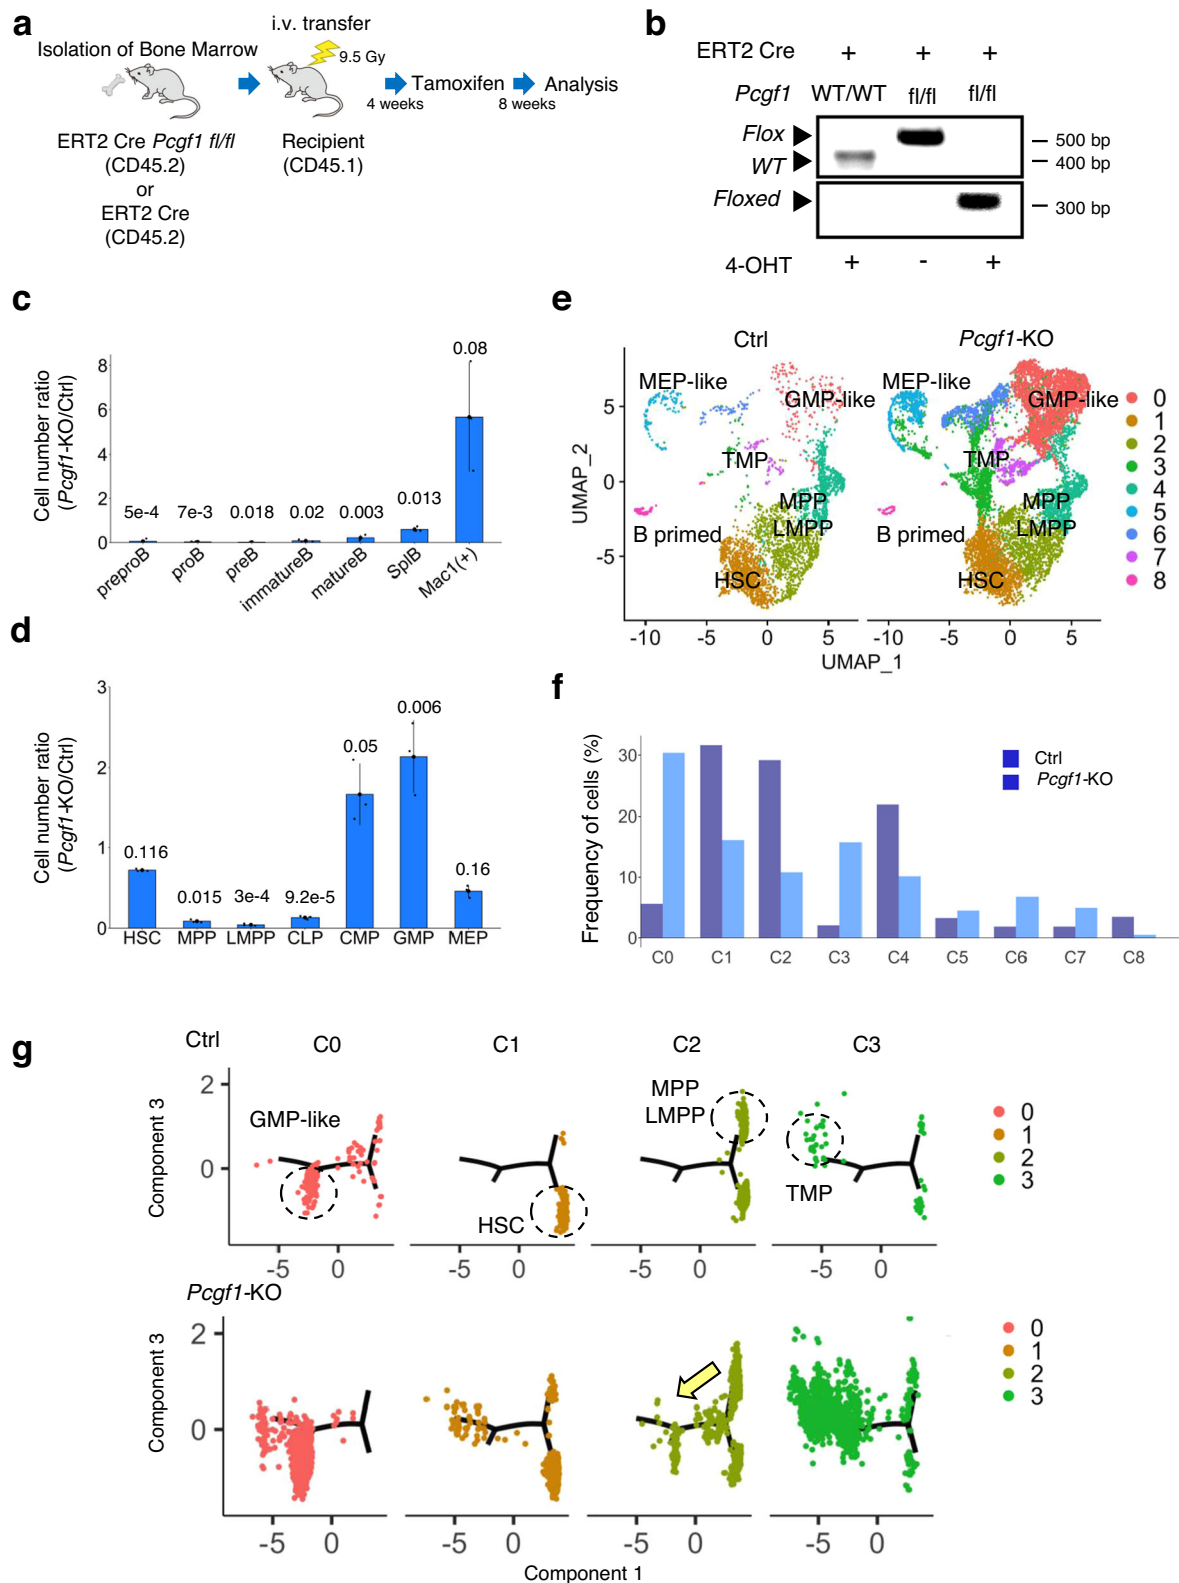 a
i.v. transfer
Isolation of Bone Marrow
9.5 Gy
Tamoxifen
Analysis
4 weeks
8 weeks
ERT2 Cre Pcgf1 fl/fl
(CD45.2)
or
ERT2 Cre
(CD45.2)
Recipient
(CD45.1)
b
ERT2 Cre + + +
Pcgf1 WT/WT fl/fl fl/fl
Flox
WT
Floxed
500 bp
400 bp
300 bp
4-OHT + - +
c
Cell number ratio
(Pcgf1-KO/Ctrl)
8
6
4
2
0
5e-4 7e-3 0.018 0.02 0.003 0.013 0.08
preproB proB preB immatureB matureB SplB Mac1(+)
d
Cell number ratio
(Pcgf1-KO/Ctrl)
3
2
1
0
0.116 0.015 3e-4 9.2e-5 0.05 0.006 0.16
HSC MPP LMPP CLP CMP GMP MEP
e
Ctrl
Pcgf1-KO
UMAP_2
5
0
-5
MEP-like
GMP-like
TMP
MPP
LMPP
B primed
HSC
MEP-like
GMP-like
TMP
MPP
LMPP
B primed
HSC
-10 -5 0 5
-10 -5 0 5
UMAP_1
0
1
2
3
4
5
6
7
8
f
Frequency of cells (%)
30
20
10
0
Ctrl
Pcgf1-KO
C0 C1 C2 C3 C4 C5 C6 C7 C8
g
Ctrl
C0 C1 C2 C3
Component 3
2
0
GMP-like
HSC
MPP
LMPP
TMP
0
1
2
3
-5 0 -5 0 -5 0 -5 0
Pcgf1-KO
Component 3
2
0
0
1
2
3
-5 0 -5 0 -5 0 -5 0
Component 1